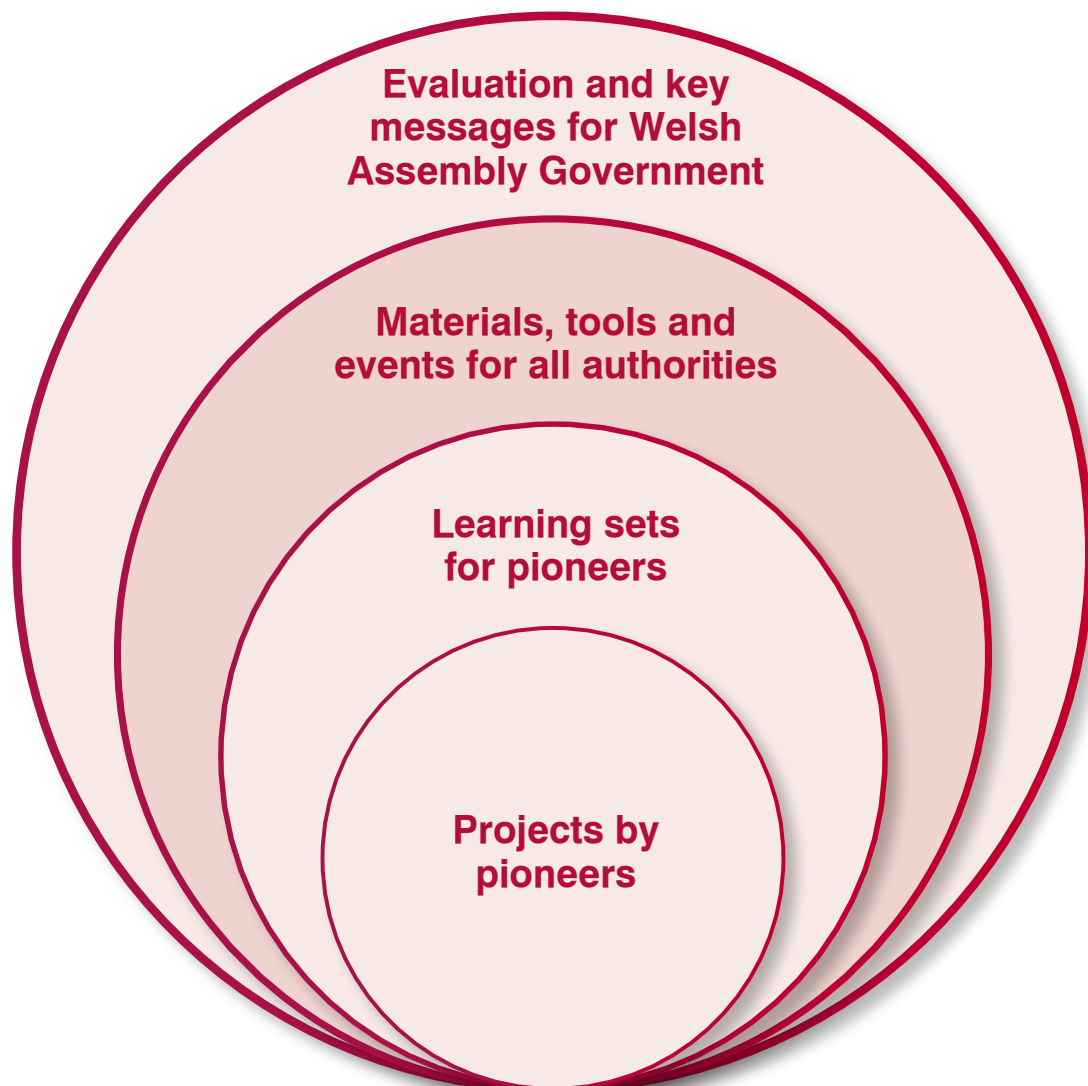 Evaluation and key
messages for Welsh
Assembly Government
Materials, tools and
events for all authorities
Learning sets
for pioneers
Projects by
pioneers